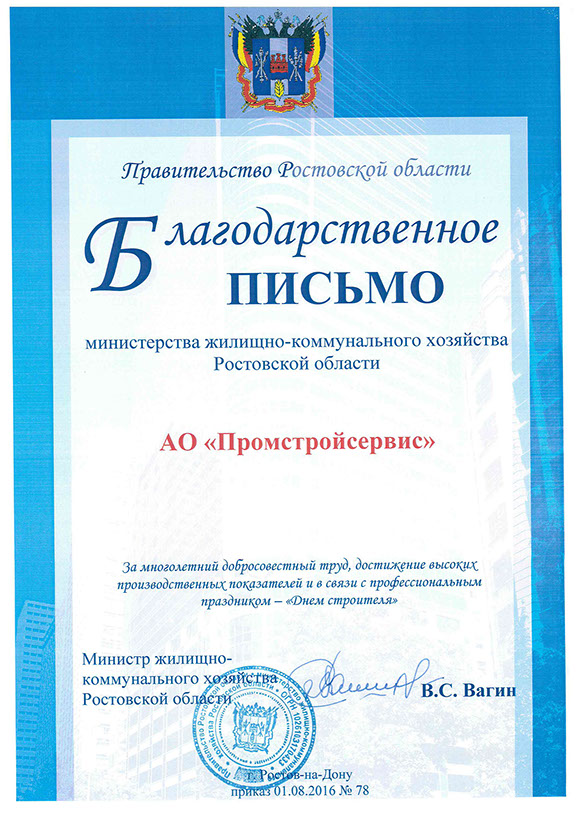 Правительство Ростовской области
Благодарственное
ПИСЬМО
министерства жилищно-коммунального хозяйства
Ростовской области
АО «Промстройсервис»
За многолетний добросовестный труд, достижение высоких
производственных показателей и в связи с профессиональным
праздником – «Днем строителя»
Министр жилищно-
коммунального хозяйства
Ростовской области
В.С. Вагин
г. Ростов-на-Дону
приказ 01.08.2016 № 78